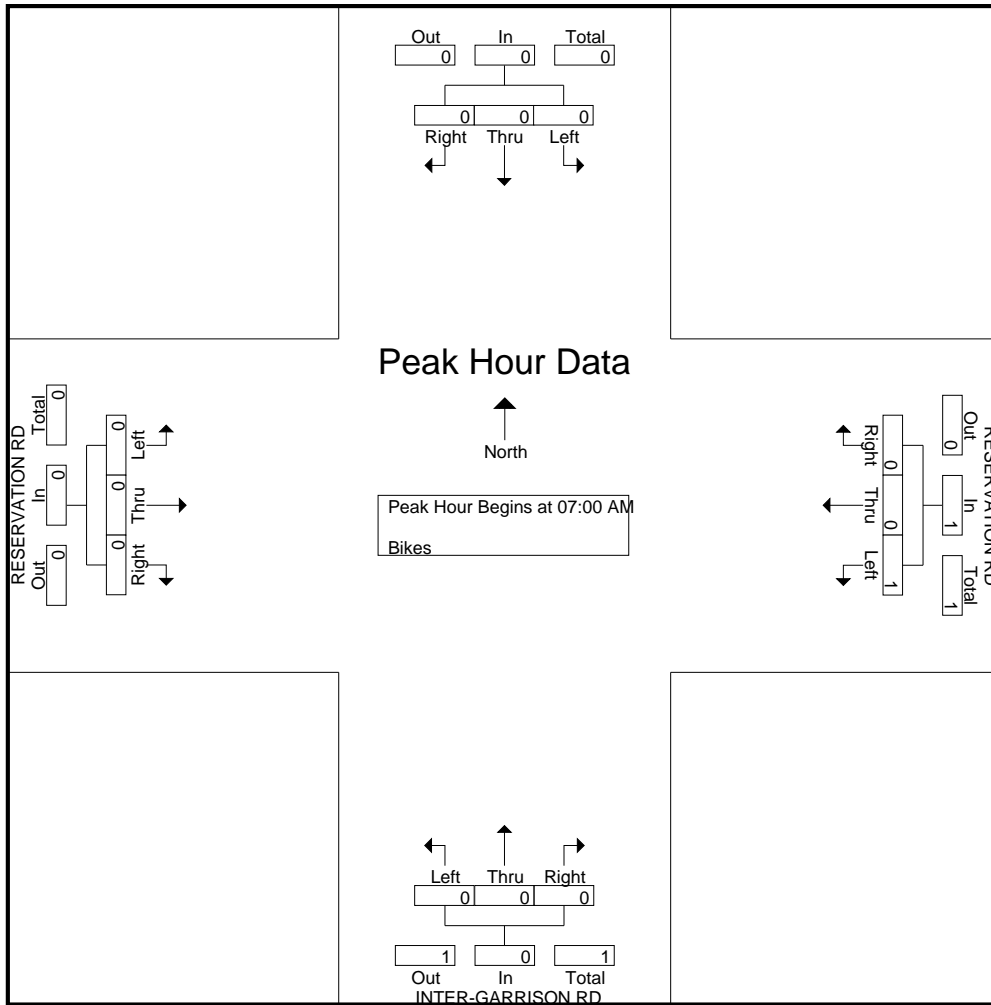 Out In Total
0 0 0
0 0 0
Right Thru Left
Peak Hour Data
North
Peak Hour Begins at 07:00 AM
Bikes
RESERVATION RD
Total In Out
0 0 0
0 0 0
Left Thru Right
Right Thru Left
0 0 1
0 1 1
Out In Total
RESERVATION RD
Left Thru Right
0 0 0
1 0 1
Out In Total
INTER-GARRISON RD